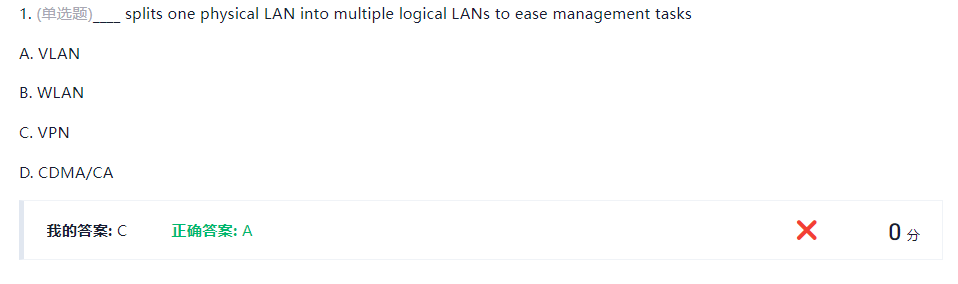 1. (单选题)____ splits one physical LAN into multiple logical LANs to ease management tasks
A. VLAN
B. WLAN
C. VPN
D. CDMA/CA
我的答案: C 正确答案: A 0 分